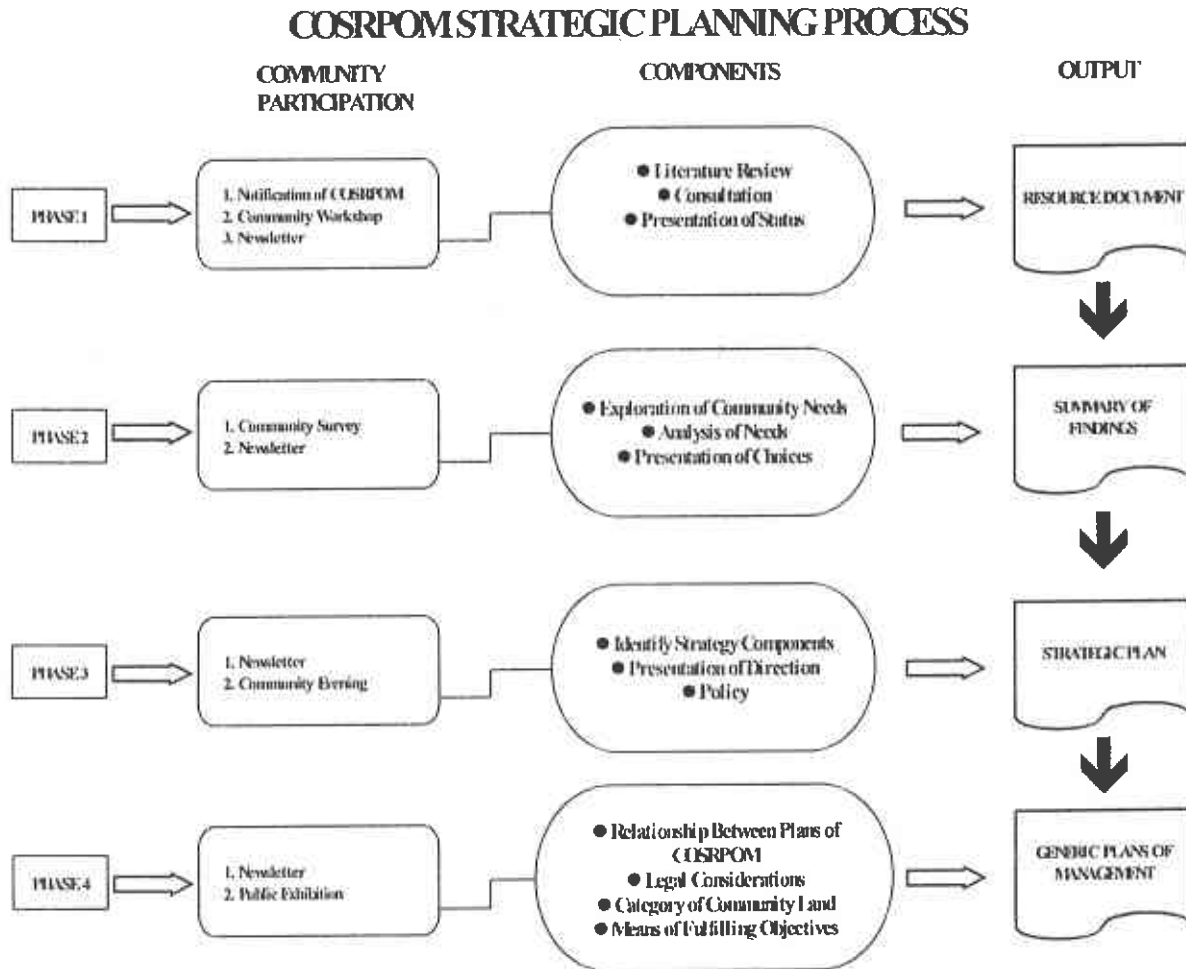 COSRPOM STRATEGIC PLANNING PROCESS
COMMUNITY
PARTICIPATION
COMPONENTS
OUTPUT
PHASE 1
1. Notification of COSRPOM
2. Community Workshop
3. Newsletter
● Literature Review
● Consultation
● Presentation of Status
RESOURCE DOCUMENT
PHASE 2
1. Community Survey
2. Newsletter
● Exploration of Community Needs
● Analysis of Needs
● Presentation of Choices
SUMMARY OF
FINDINGS
PHASE 3
1. Newsletter
2. Community Evening
● Identify Strategy Components
● Presentation of Direction
● Policy
STRATEGIC PLAN
PHASE 4
1. Newsletter
2. Public Exhibition
● Relationship Between Plans of
COSRPOM
● Legal Considerations
● Category of Community Land
● Means of Fulfilling Objectives
GENERIC PLANS OF
MANAGEMENT